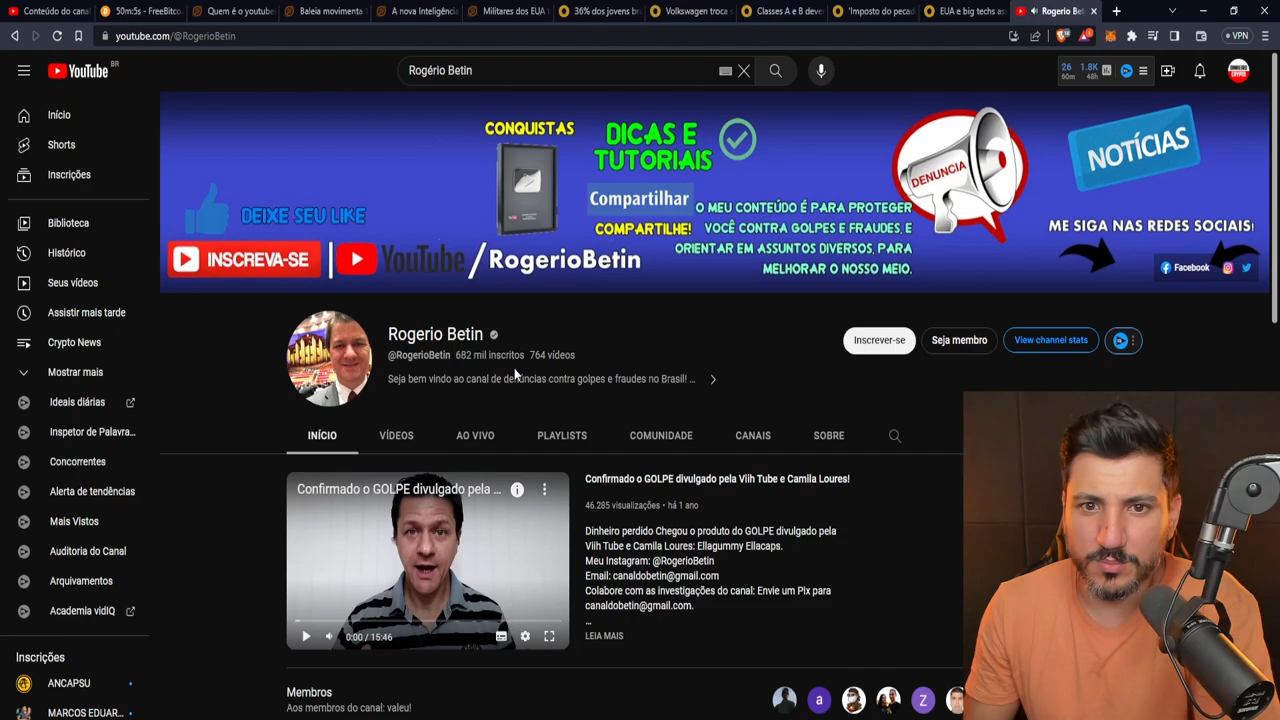 Conteúdo do canal
50m:5s - FreeBitco
Quem é o youtube
Baleia movimenta
A nova Inteligênci
Militares dos EUA f
36% dos jovens br
Volkswagen troca s
Classes A e B deve
'Imposto do pecad
EUA e big techs as
Rogerio Bet
youtube.com/@RogerioBetin
VPN
YouTube BR
Rogério Betin
26
60m
1.8K
48h
Início
Shorts
Inscrições
Biblioteca
Histórico
Seus vídeos
Assistir mais tarde
Crypto News
Mostrar mais
Ideais diárias
Inspetor de Palavra...
Concorrentes
Alerta de tendências
Mais Vistos
Auditoria do Canal
Arquivamentos
Academia vidIQ
Inscrições
ANCAPSU
MARCOS EDUAR...
DEIXE SEU LIKE
INSCREVA-SE
YouTube/RogerioBetin
CONQUISTAS
DICAS E
TUTORIAIS
Compartilhar
COMPARTILHE!
O MEU CONTEÚDO É PARA PROTEGER
VOCÊ CONTRA GOLPES E FRAUDES, E
ORIENTAR EM ASSUNTOS DIVERSOS, PARA
MELHORAR O NOSSO MEIO.
DENUNCIA
NOTÍCIAS
ME SIGA NAS REDES SOCIAIS!
Facebook
Rogerio Betin
@RogerioBetin 682 mil inscritos 764 vídeos
Seja bem vindo ao canal de denúncias contra golpes e fraudes no Brasil! ...
Inscrever-se
Seja membro
View channel stats
INÍCIO
VÍDEOS
AO VIVO
PLAYLISTS
COMUNIDADE
CANAIS
SOBRE
Confirmado o GOLPE divulgado pela ...
0:00 / 15:46
Confirmado o GOLPE divulgado pela Viih Tube e Camila Loures!
46.285 visualizações • há 1 ano
Dinheiro perdido Chegou o produto do GOLPE divulgado pela
Viih Tube e Camila Loures: Ellagummy Ellacaps.
Meu Instagram: @RogerioBetin
Email: canaldobetin@gmail.com
Colabore com as investigações do canal: Envie um Pix para
canaldobetin@gmail.com.
...
LEIA MAIS
Membros
Aos membros do canal: valeu!
a
Z